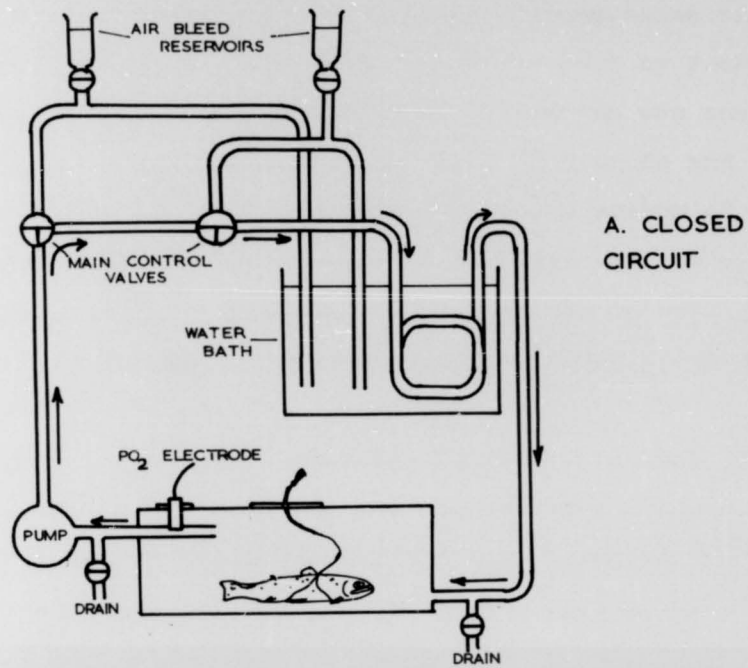 AIR BLEED
RESERVOIRS
A. CLOSED
CIRCUIT
MAIN CONTROL
VALVES
WATER
BATH
PO2 ELECTRODE
PUMP
DRAIN
DRAIN